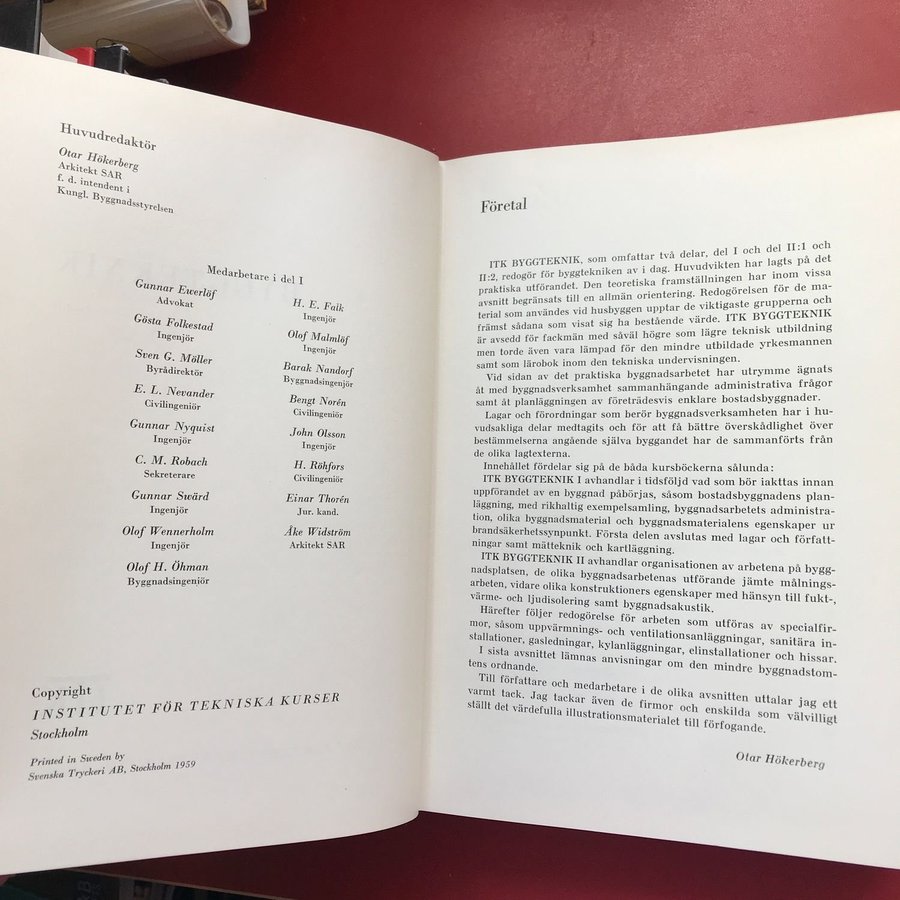 Huvudredaktör
Otar Hökerberg
Arkitekt SAR
f. d. intendent i
Kungl. Byggnadsstyrelsen
Medarbetare i del I
Gunnar Ewerlöf
Advokat
Gösta Folkestad
Ingenjör
Sven G. Möller
Byrådirektör
E. L. Nevander
Civilingeniör
Gunnar Nyquist
Ingenjör
C. M. Robach
Sekreterare
Gunnar Swärd
Ingenjör
Olof Wennerholm
Ingenjör
Olof H. Öhman
Byggnadsingenjör
H. E. Falk
Ingenjör
Olof Malmlöf
Ingenjör
Barak Nandorf
Byggnadsingenjör
Bengt Norén
Civilingeniör
John Olsson
Ingenjör
H. Röhfors
Civilingeniör
Einar Thorén
Jur. kand.
Åke Widström
Arkitekt SAR
Copyright
INSTITUTET FÖR TEKNISKA KURSER
Stockholm
Printed in Sweden by
Svenska Tryckeri AB, Stockholm 1959
Företal
ITK BYGGTEKNIK, som omfattar två delar, del I och del II:1 och
II:2, redogör för byggtekniken av i dag. Huvudvikten har lagts på det
praktiska utförandet. Den teoretiska framställningen har inom vissa
avsnitt begränsats till en allmän orientering. Redogörelsen för de ma-
terial som användes vid husbyggen upptar de viktigaste grupperna och
främst sådana som visat sig ha bestående värde. ITK BYGGTEKNIK
är avsedd för fackmän med såväl högre som lägre teknisk utbildning
men torde även vara lämpad för den mindre utbildade yrkesmannen
samt som lärobok inom den tekniska undervisningen.
Vid sidan av det praktiska byggnadsarbetet har utrymme ägnats
åt med byggnadsverksamhet sammanhängande administrativa frågor
samt åt planläggningen av företrädesvis enklare bostadsbyggnader.
Lagar och förordningar som berör byggnadsverksamheten har i hu-
vudsakliga delar medtagits och för att få bättre överskådlighet över
bestämmelserna angående själva byggandet har de sammanförts från
de olika lagtexterna.
Innehållet fördelar sig på de båda kursböckerna sålunda:
ITK BYGGTEKNIK I avhandlar i tidsföljd vad som bör iakttas innan
uppförandet av en byggnad påbörjas, såsom bostadsbyggnadens plan-
läggning, med rikhaltig exempelsamling, byggnadsarbetets administra-
tion, olika byggnadsmaterial och byggnadsmaterialens egenskaper ur
brandsäkerhetssynpunkt. Första delen avslutas med lagar och författ-
ningar samt mätteknik och kartläggning.
ITK BYGGTEKNIK II avhandlar organisationen av arbetena på bygg-
nadsplatsen, de olika byggnadsarbetenas utförande jämte målnings-
arbeten, vidare olika konstruktioners egenskaper med hänsyn till fukt-,
värme- och ljudisolering samt byggnadsakustik.
Härefter följer redogörelse för arbeten som utföras av specialfir-
mor, såsom uppvärmnings- och ventilationsanläggningar, sanitära in-
stallationer, gasledningar, kylanläggningar, elinstallationer och hissar.
I sista avsnittet lämnas anvisningar om den mindre byggnadstom-
tens ordnande.
Till författare och medarbetare i de olika avsnitten uttalar jag ett
varmt tack. Jag tackar även de firmor och enskilda som välvilligt
ställt det värdefulla illustrationsmaterialet till förfogande.
Otar Hökerberg